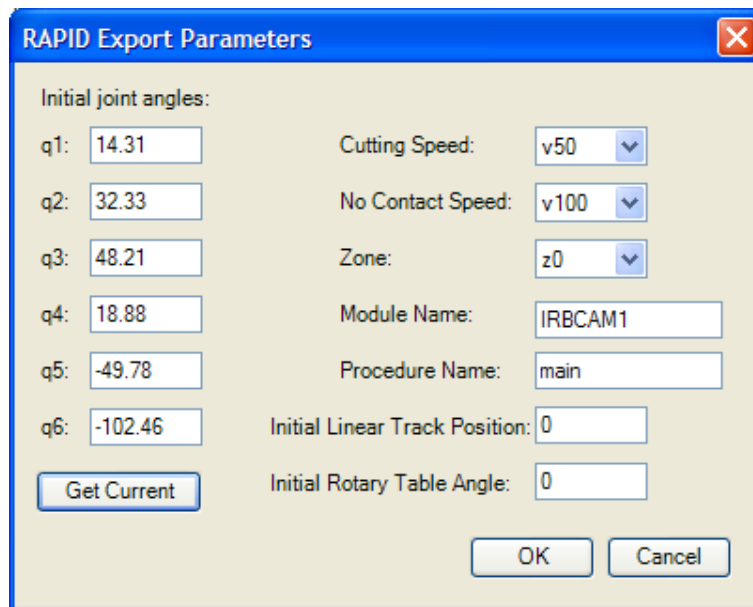 RAPID Export Parameters
Initial joint angles:
q1: 14.31 Cutting Speed: v50
q2: 32.33 No Contact Speed: v100
q3: 48.21 Zone: z0
q4: 18.88 Module Name: IRBCAM1
q5: -49.78 Procedure Name: main
q6: -102.46 Initial Linear Track Position: 0
Get Current Initial Rotary Table Angle: 0
OK Cancel